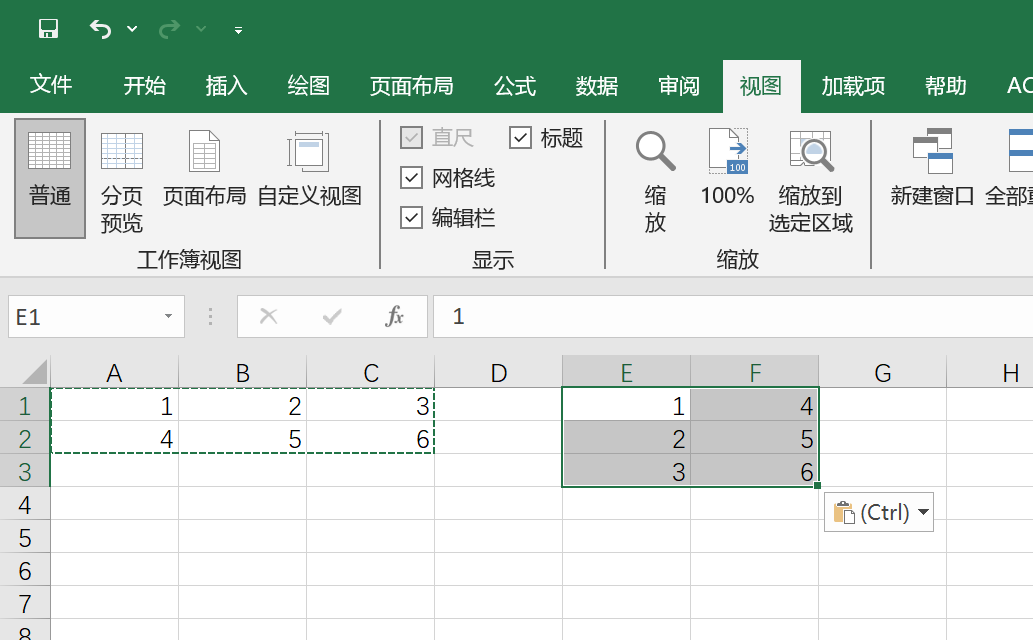 文件 开始 插入 绘图 页面布局 公式 数据 审阅 视图 加载项 帮助 AC
直尺 标题
普通 分页 预览 页面布局 自定义视图 网格线 编辑栏
缩 放 100% 100 缩放到 选定区域
新建窗口 全部重
工作簿视图 显示 缩放
E1 fx 1
A B C D E F G H
1 1 2 3 1 4
2 4 5 6 2 5
3 3 6
4 (Ctrl)
5
6
7
8